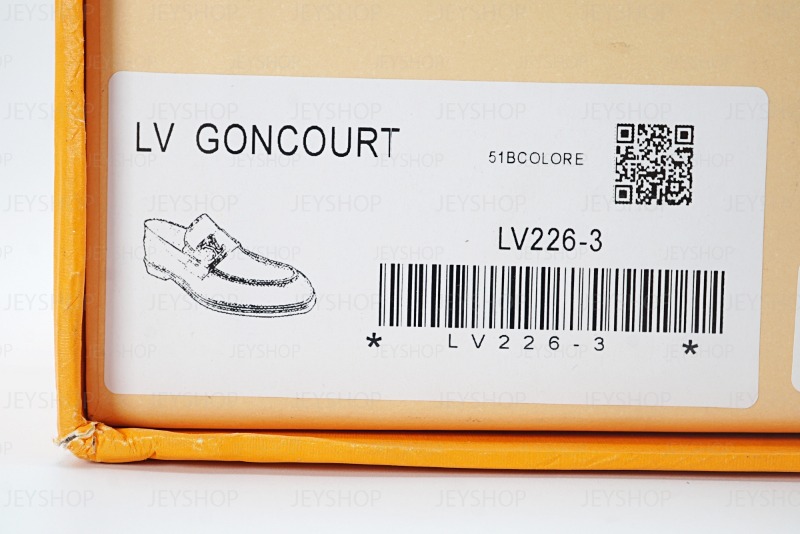 LV GONCOURT
51BCOLORE
LV226-3
* LV226-3 *
JEYSHOP